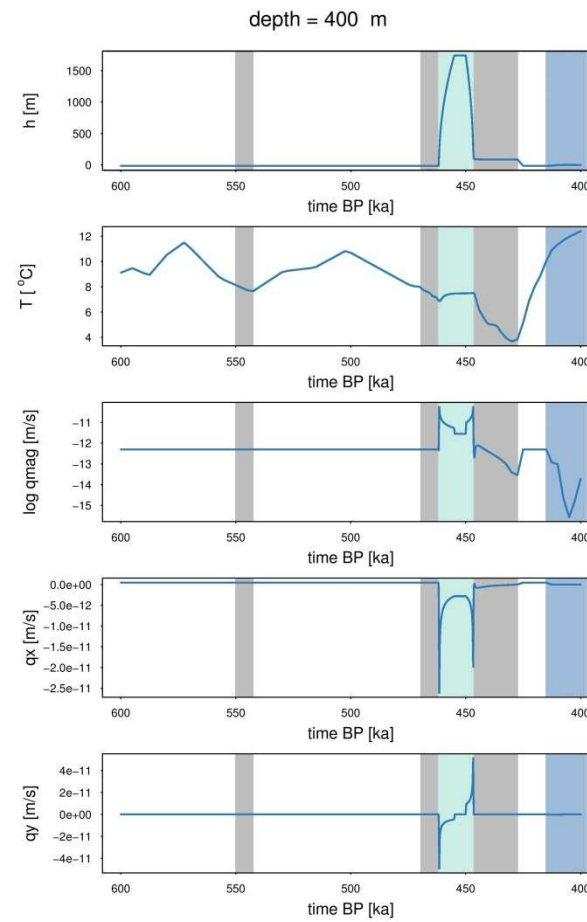 depth = 400 m
h [m]
1500
1000
500
0
600
550
500
450
400
time BP [ka]
T [ °C]
12
10
8
6
4
600
550
500
450
400
time BP [ka]
log qmag [m/s]
−11
−12
−13
−14
−15
600
550
500
450
400
time BP [ka]
qx [m/s]
0.0e+00
−5.0e−12
−1.0e−11
−1.5e−11
−2.0e−11
−2.5e−11
600
550
500
450
400
time BP [ka]
qy [m/s]
4e−11
2e−11
0e+00
−2e−11
−4e−11
600
550
500
450
400
time BP [ka]